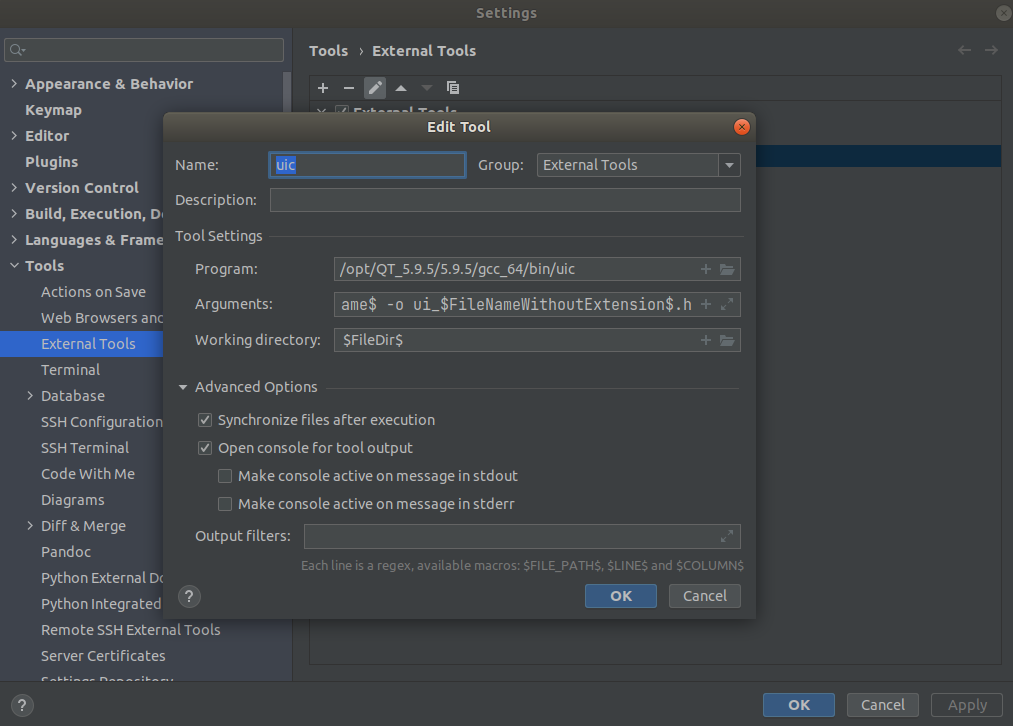 Settings
Tools › External Tools
Appearance & Behavior
Keymap
Editor
Plugins
Version Control
Build, Execution, De
Languages & Frame
Tools
Actions on Save
Web Browsers and
External Tools
Terminal
Database
SSH Configuration
SSH Terminal
Code With Me
Diagrams
Diff & Merge
Pandoc
Python External Do
Python Integrated
Remote SSH External Tools
Server Certificates
Settings Repository
External Tools
Edit Tool
Name: uic Group: External Tools
Description:
Tool Settings
Program: /opt/QT_5.9.5/5.9.5/gcc_64/bin/uic
Arguments: ame$ -o ui_$FileNameWithoutExtension$.h
Working directory: $FileDir$
Advanced Options
Synchronize files after execution
Open console for tool output
Make console active on message in stdout
Make console active on message in stderr
Output filters:
Each line is a regex, available macros: $FILE_PATH$, $LINE$ and $COLUMN$
? OK Cancel
? OK Cancel Apply